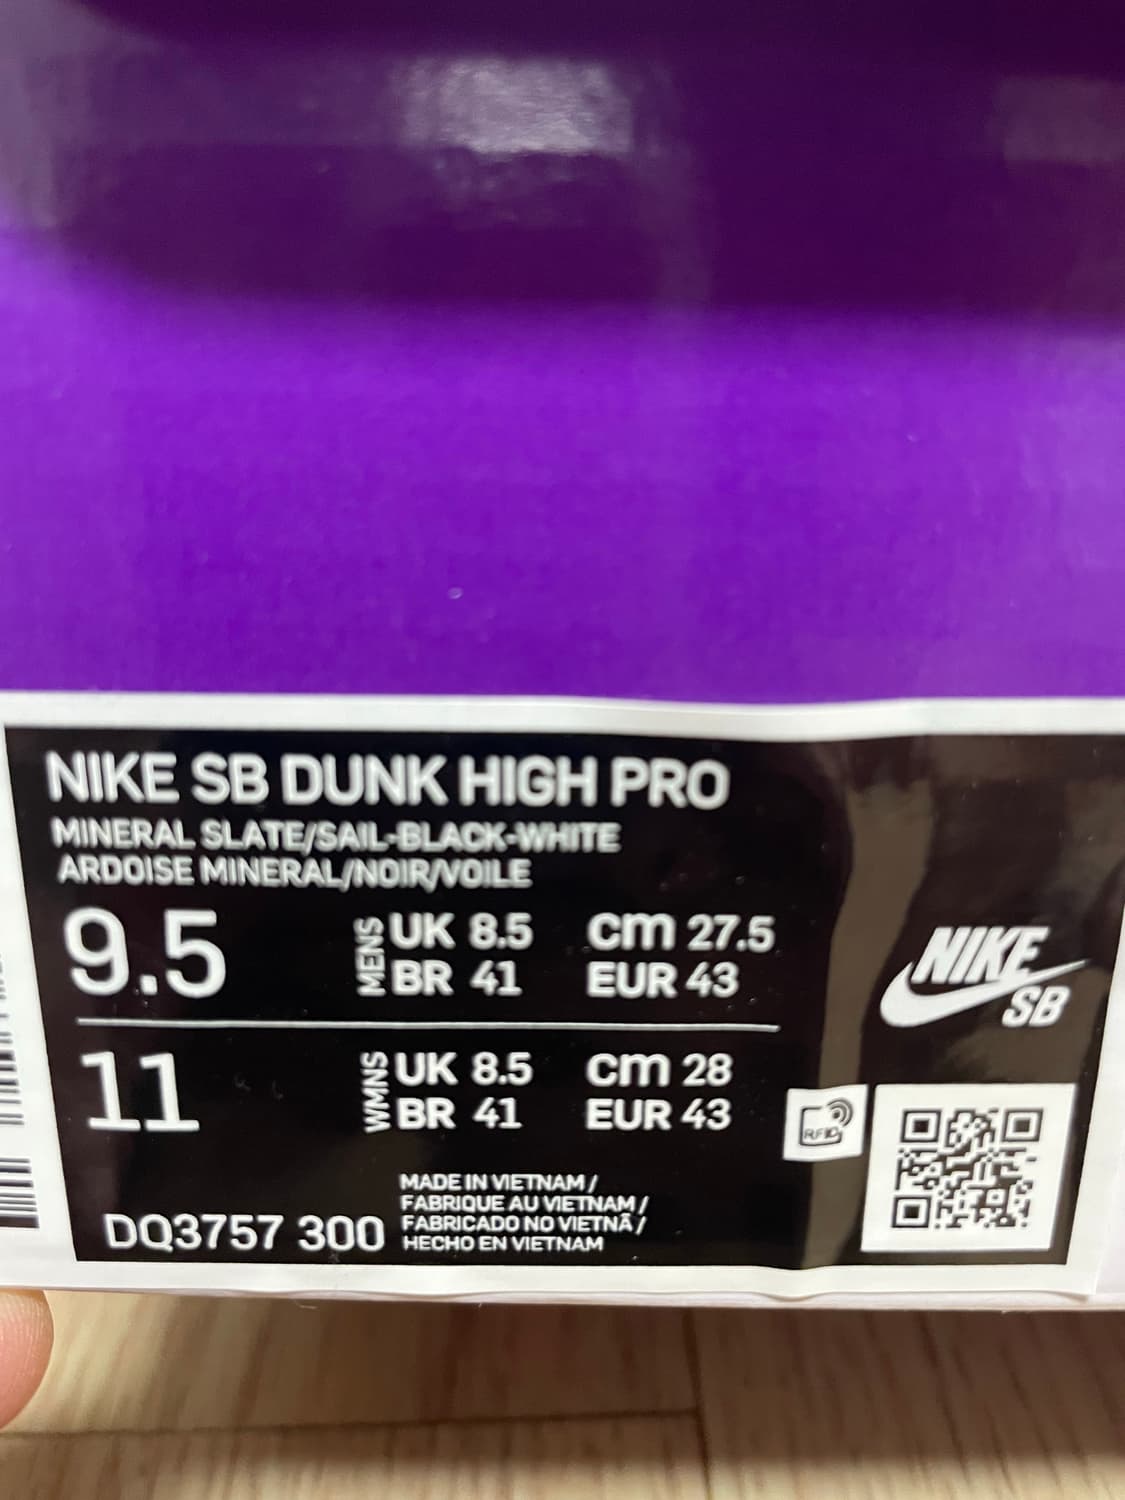 NIKE SB DUNK HIGH PRO
MINERAL SLATE/SAIL-BLACK-WHITE
ARDOISE MINERAL/NOIR/VOILE
9.5 MENS UK 8.5 cm 27.5
BR 41 EUR 43
NIKE
SB
11 WMNS UK 8.5 cm 28
BR 41 EUR 43
RFID
MADE IN VIETNAM /
FABRIQUE AU VIETNAM /
DQ3757 300 FABRICADO NO VIETNÃ /
HECHO EN VIETNAM